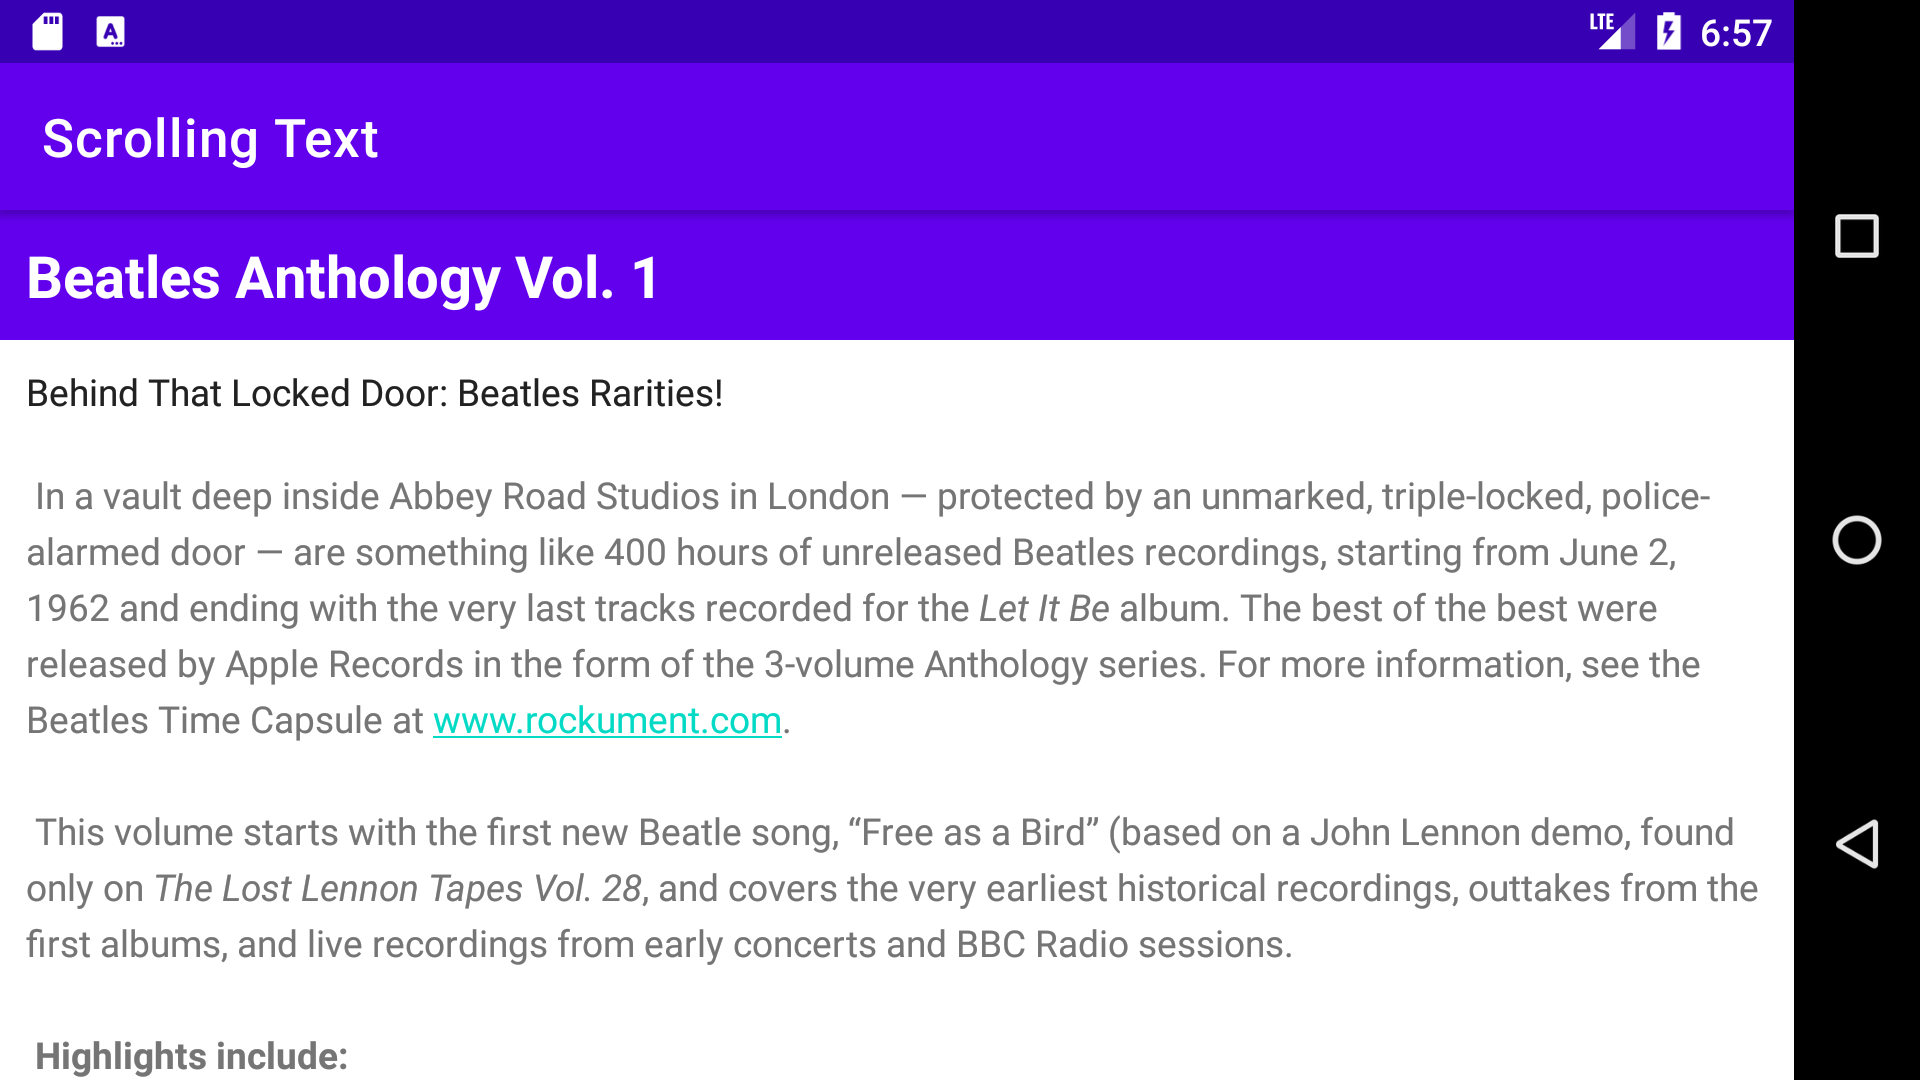 LTE 6:57
Scrolling Text
Beatles Anthology Vol. 1
Behind That Locked Door: Beatles Rarities!
In a vault deep inside Abbey Road Studios in London — protected by an unmarked, triple-locked, police-
alarmed door — are something like 400 hours of unreleased Beatles recordings, starting from June 2,
1962 and ending with the very last tracks recorded for the Let It Be album. The best of the best were
released by Apple Records in the form of the 3-volume Anthology series. For more information, see the
Beatles Time Capsule at www.rockument.com.
This volume starts with the first new Beatle song, “Free as a Bird” (based on a John Lennon demo, found
only on The Lost Lennon Tapes Vol. 28, and covers the very earliest historical recordings, outtakes from the
first albums, and live recordings from early concerts and BBC Radio sessions.
Highlights include: